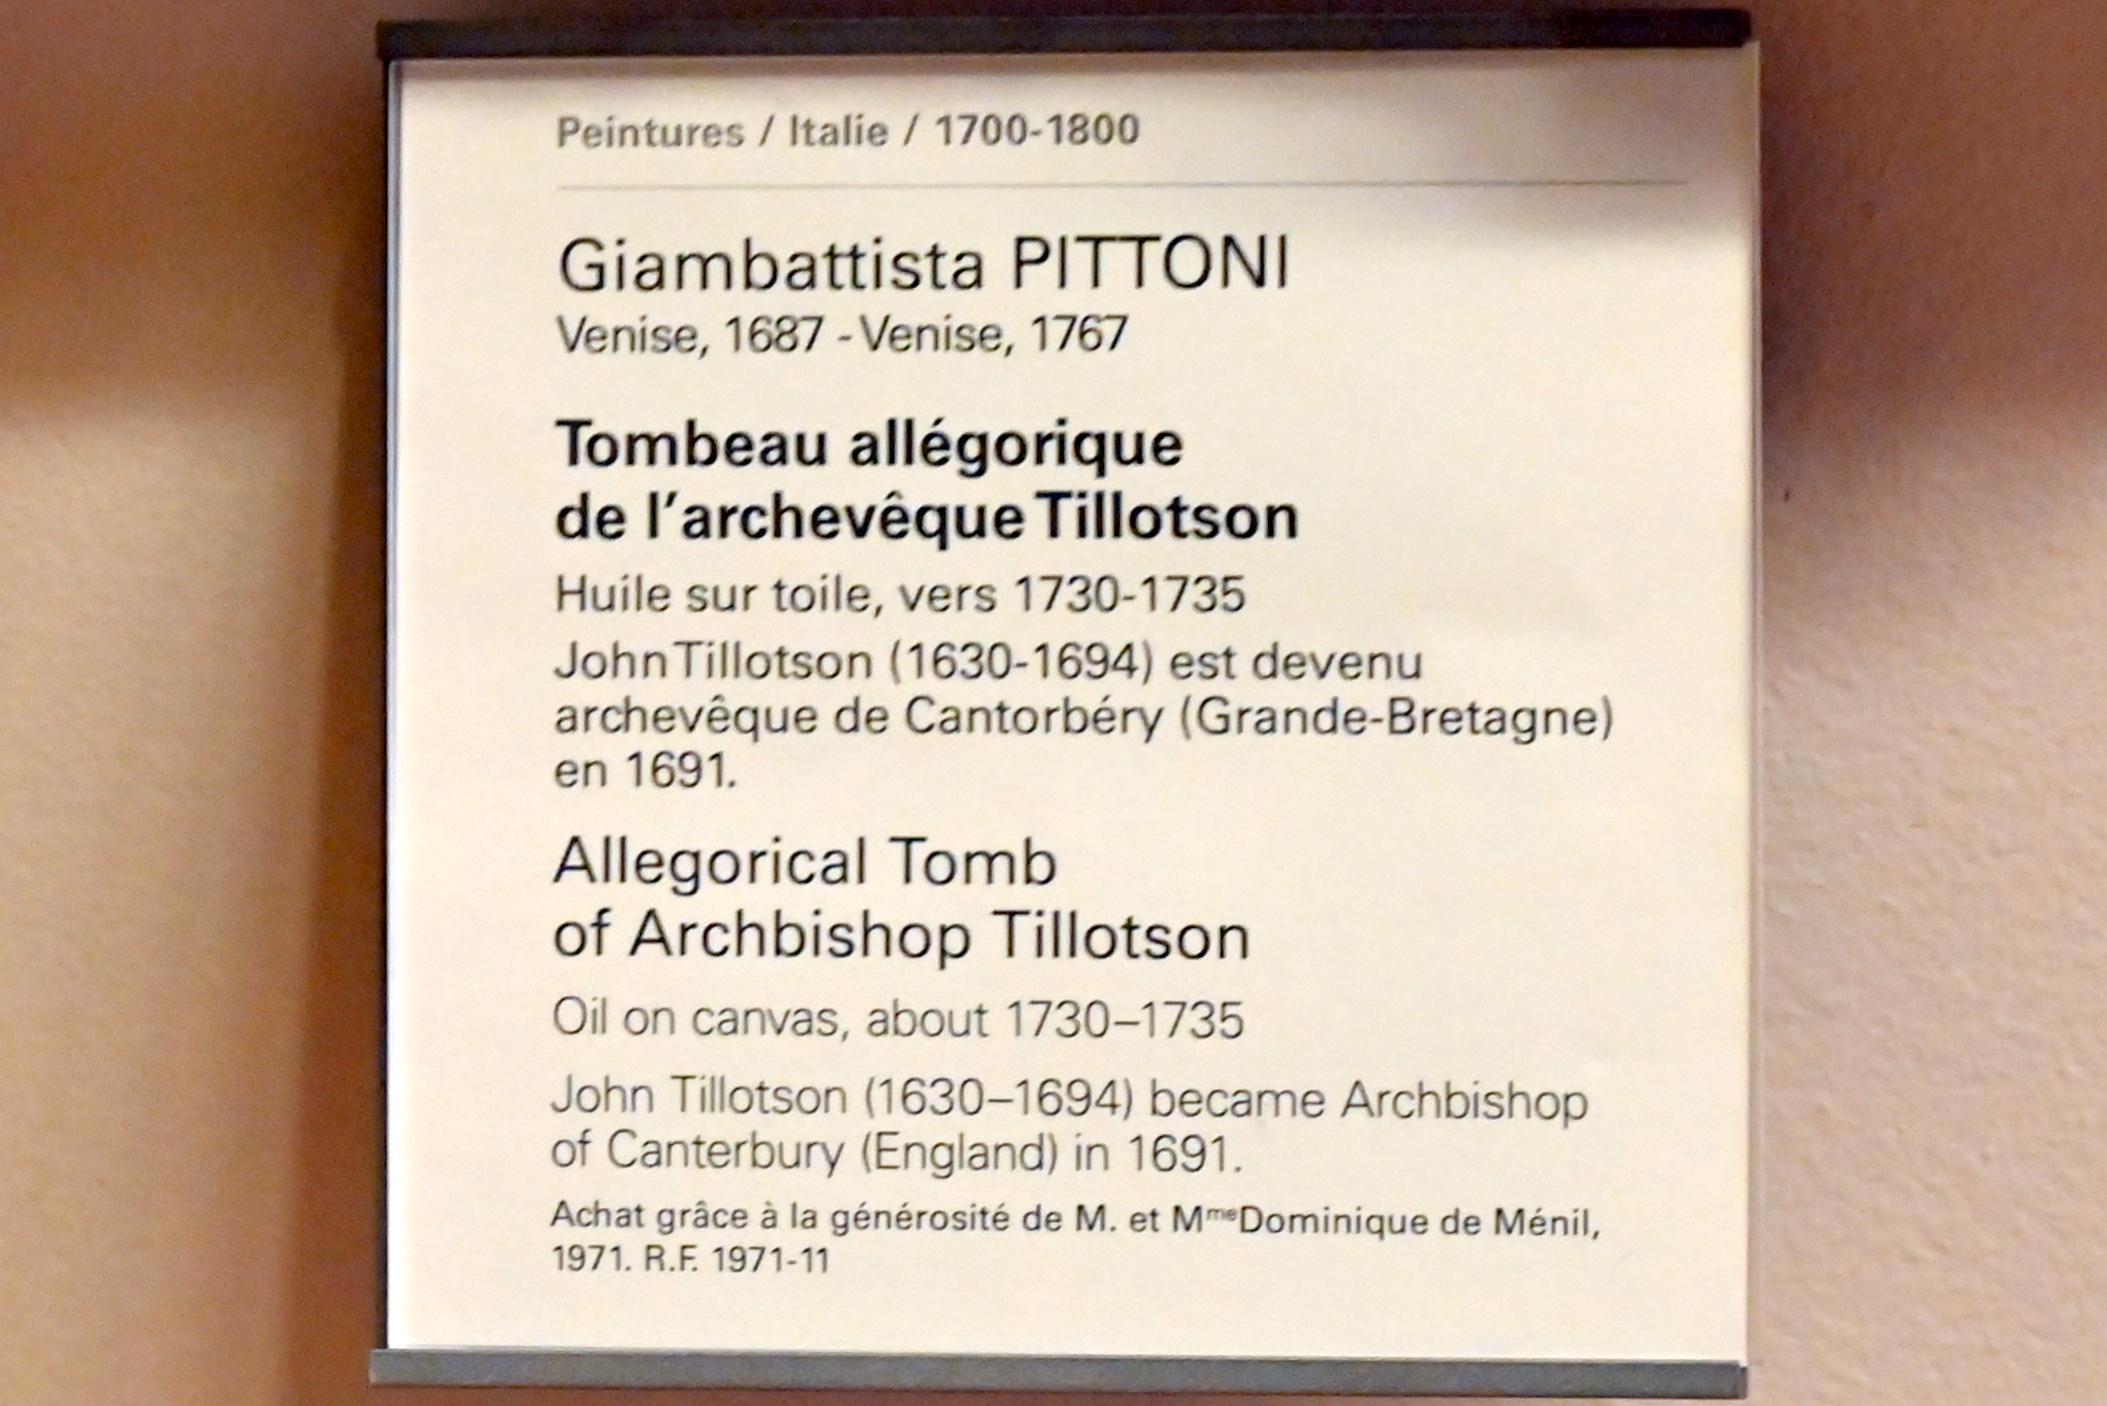 Peintures / Italie / 1700-1800
Giambattista PITTONI
Venise, 1687 - Venise, 1767
Tombeau allégorique
de l'archevêque Tillotson
Huile sur toile, vers 1730-1735
John Tillotson (1630-1694) est devenu
archevêque de Cantorbéry (Grande-Bretagne)
en 1691.
Allegorical Tomb
of Archbishop Tillotson
Oil on canvas, about 1730–1735
John Tillotson (1630–1694) became Archbishop
of Canterbury (England) in 1691.
Achat grâce à la générosité de M. et Mme Dominique de Ménil,
1971. R.F. 1971-11